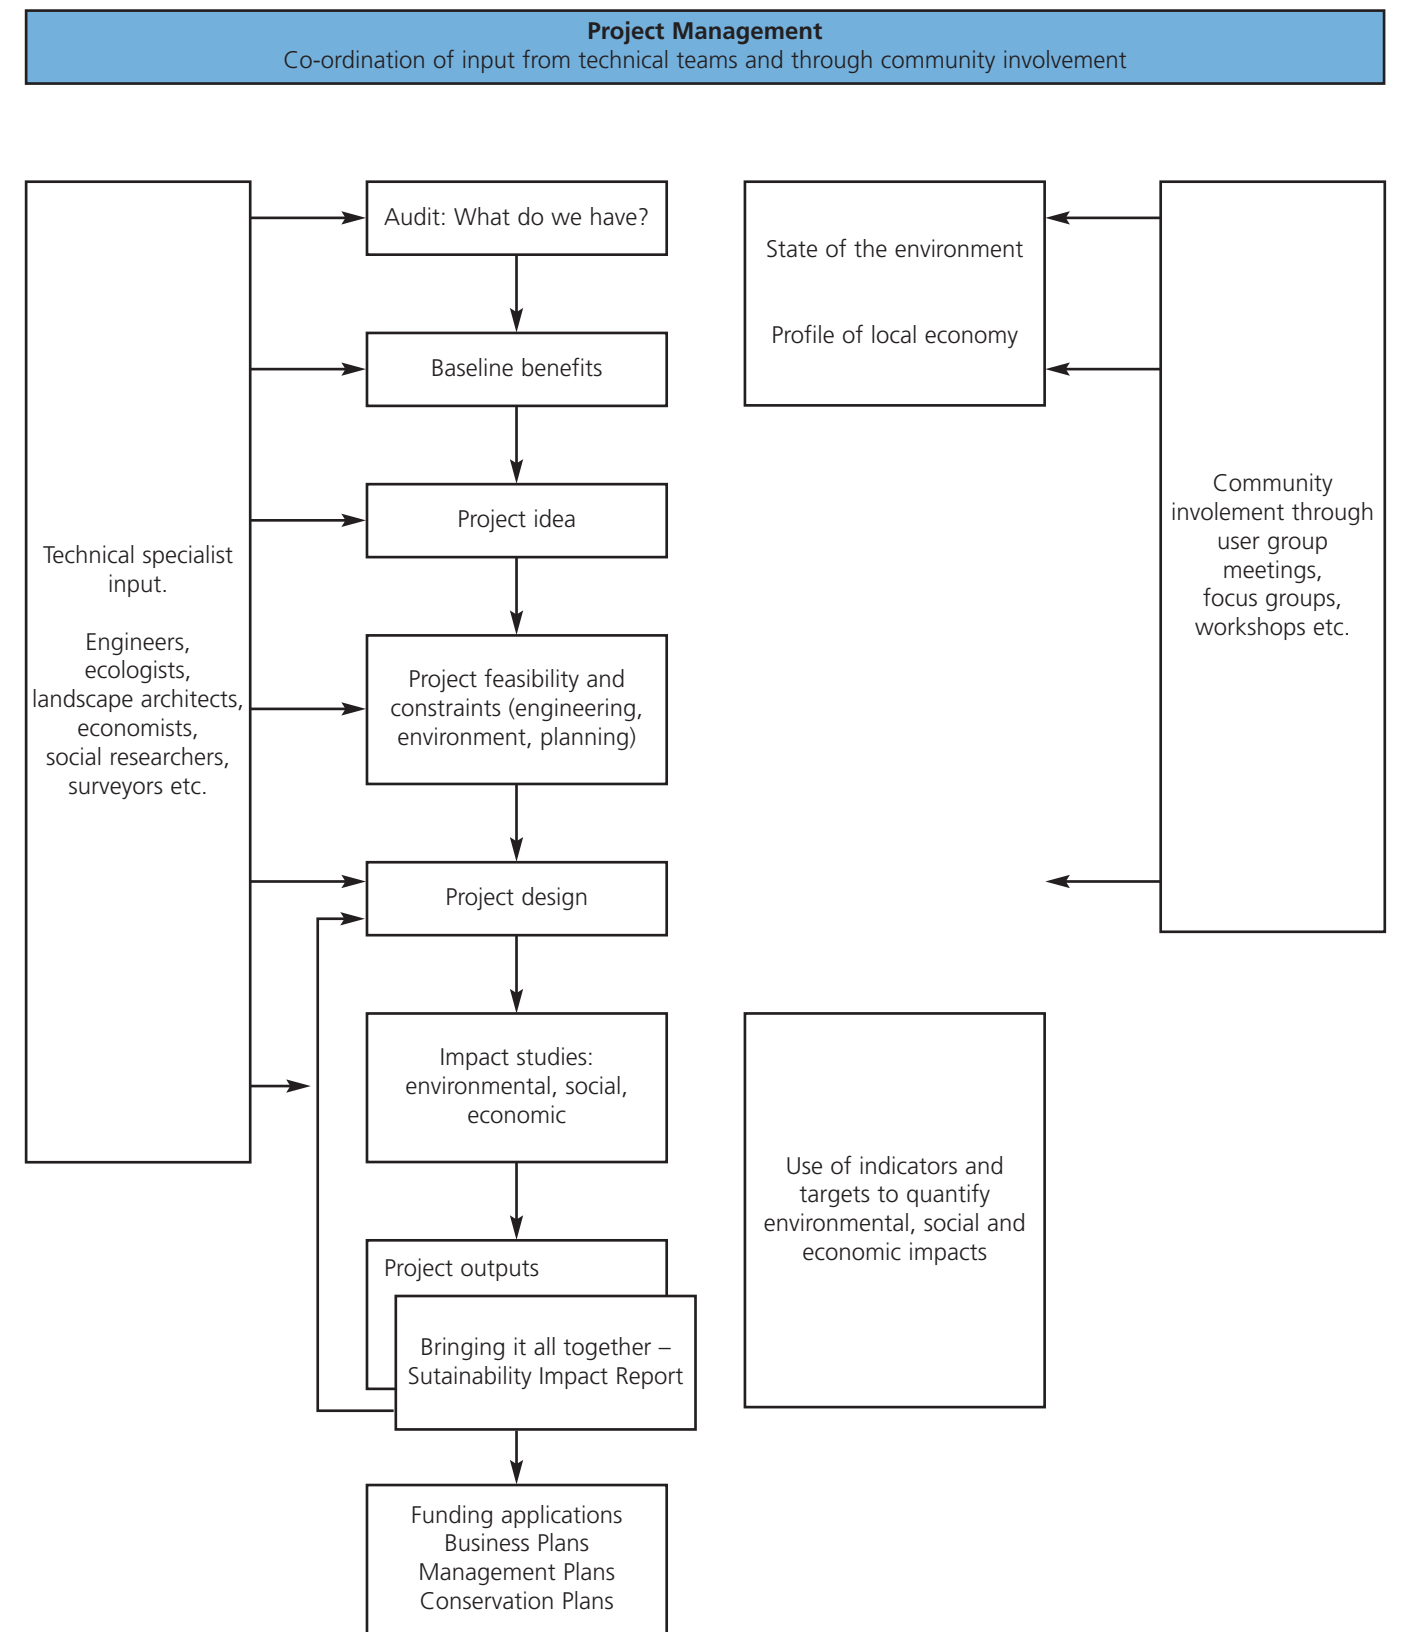 Project Management
Co-ordination of input from technical teams and through community involvement
Audit: What do we have?
State of the environment
Profile of local economy
Baseline benefits
Project idea
Community
involement through
user group
meetings,
focus groups,
workshops etc.
Technical specialist
input.
Engineers,
ecologists,
landscape architects,
economists,
social researchers,
surveyors etc.
Project feasibility and
constraints (engineering,
environment, planning)
Project design
Impact studies:
environmental, social,
economic
Use of indicators and
targets to quantify
environmental, social and
economic impacts
Project outputs
Bringing it all together –
Sutainability Impact Report
Funding applications
Business Plans
Management Plans
Conservation Plans